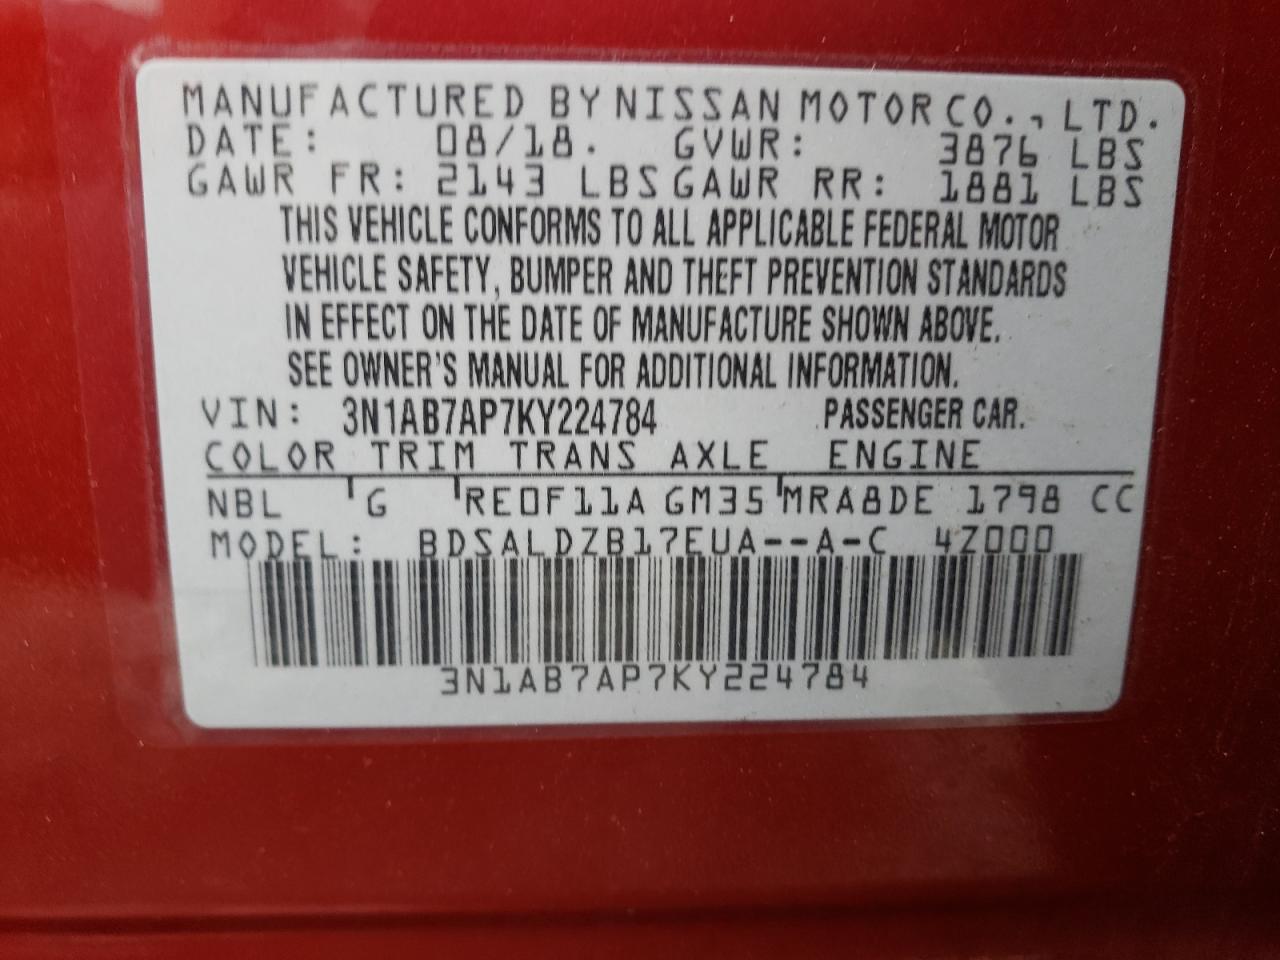 MANUFACTURED BY NISSAN MOTOR CO., LTD.
DATE: 08/18. GVWR: 3876 LBS
GAWR FR: 2143 LBS GAWR RR: 1881 LBS
THIS VEHICLE CONFORMS TO ALL APPLICABLE FEDERAL MOTOR
VEHICLE SAFETY, BUMPER AND THEFT PREVENTION STANDARDS
IN EFFECT ON THE DATE OF MANUFACTURE SHOWN ABOVE.
SEE OWNER'S MANUAL FOR ADDITIONAL INFORMATION.
VIN: 3N1AB7AP7KY224784 PASSENGER CAR.
COLOR TRIM TRANS AXLE ENGINE
NBL G RE0F11A GM35 MRA8DE 1798 CC
MODEL: BDSALDZB17EUA--A-C 4Z000
3N1AB7AP7KY224784